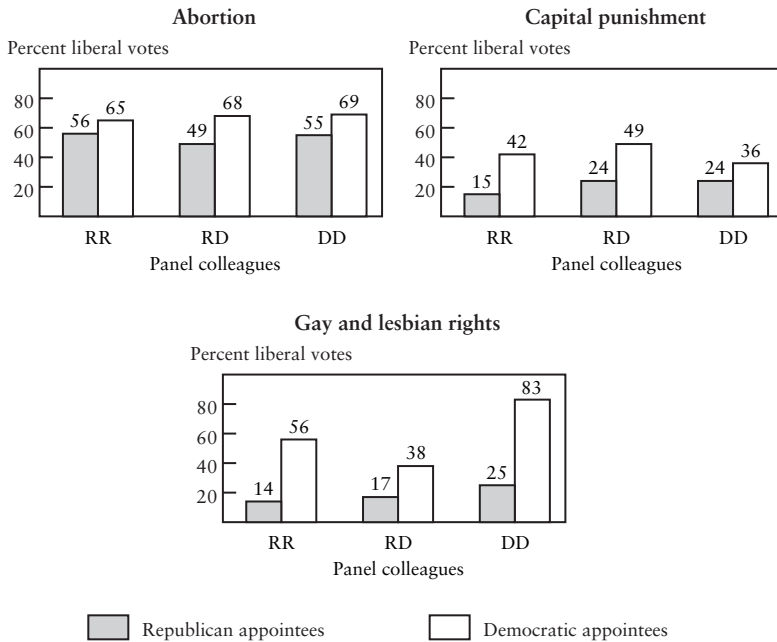 Abortion
Percent liberal votes
80
60
40
20
56 65
49 68
55 69
RR RD DD
Panel colleagues
Capital punishment
Percent liberal votes
80
60
40
20
15 42
24 49
24 36
RR RD DD
Panel colleagues
Gay and lesbian rights
Percent liberal votes
80
60
40
20
14 56
17 38
25 83
RR RD DD
Panel colleagues
Republican appointees Democratic appointees